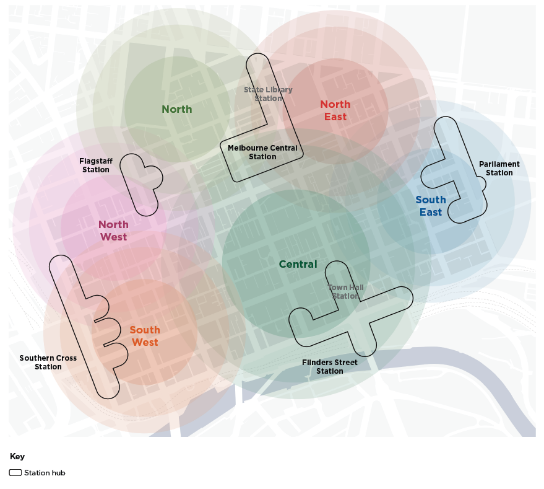 State Library
Station
North
North
East
Melbourne Central
Station
Flagstaff
Station
Parliament
Station
South
East
North
West
Central
Town Hall
Station
South
West
Southern Cross
Station
Flinders Street
Station
Key
Station hub